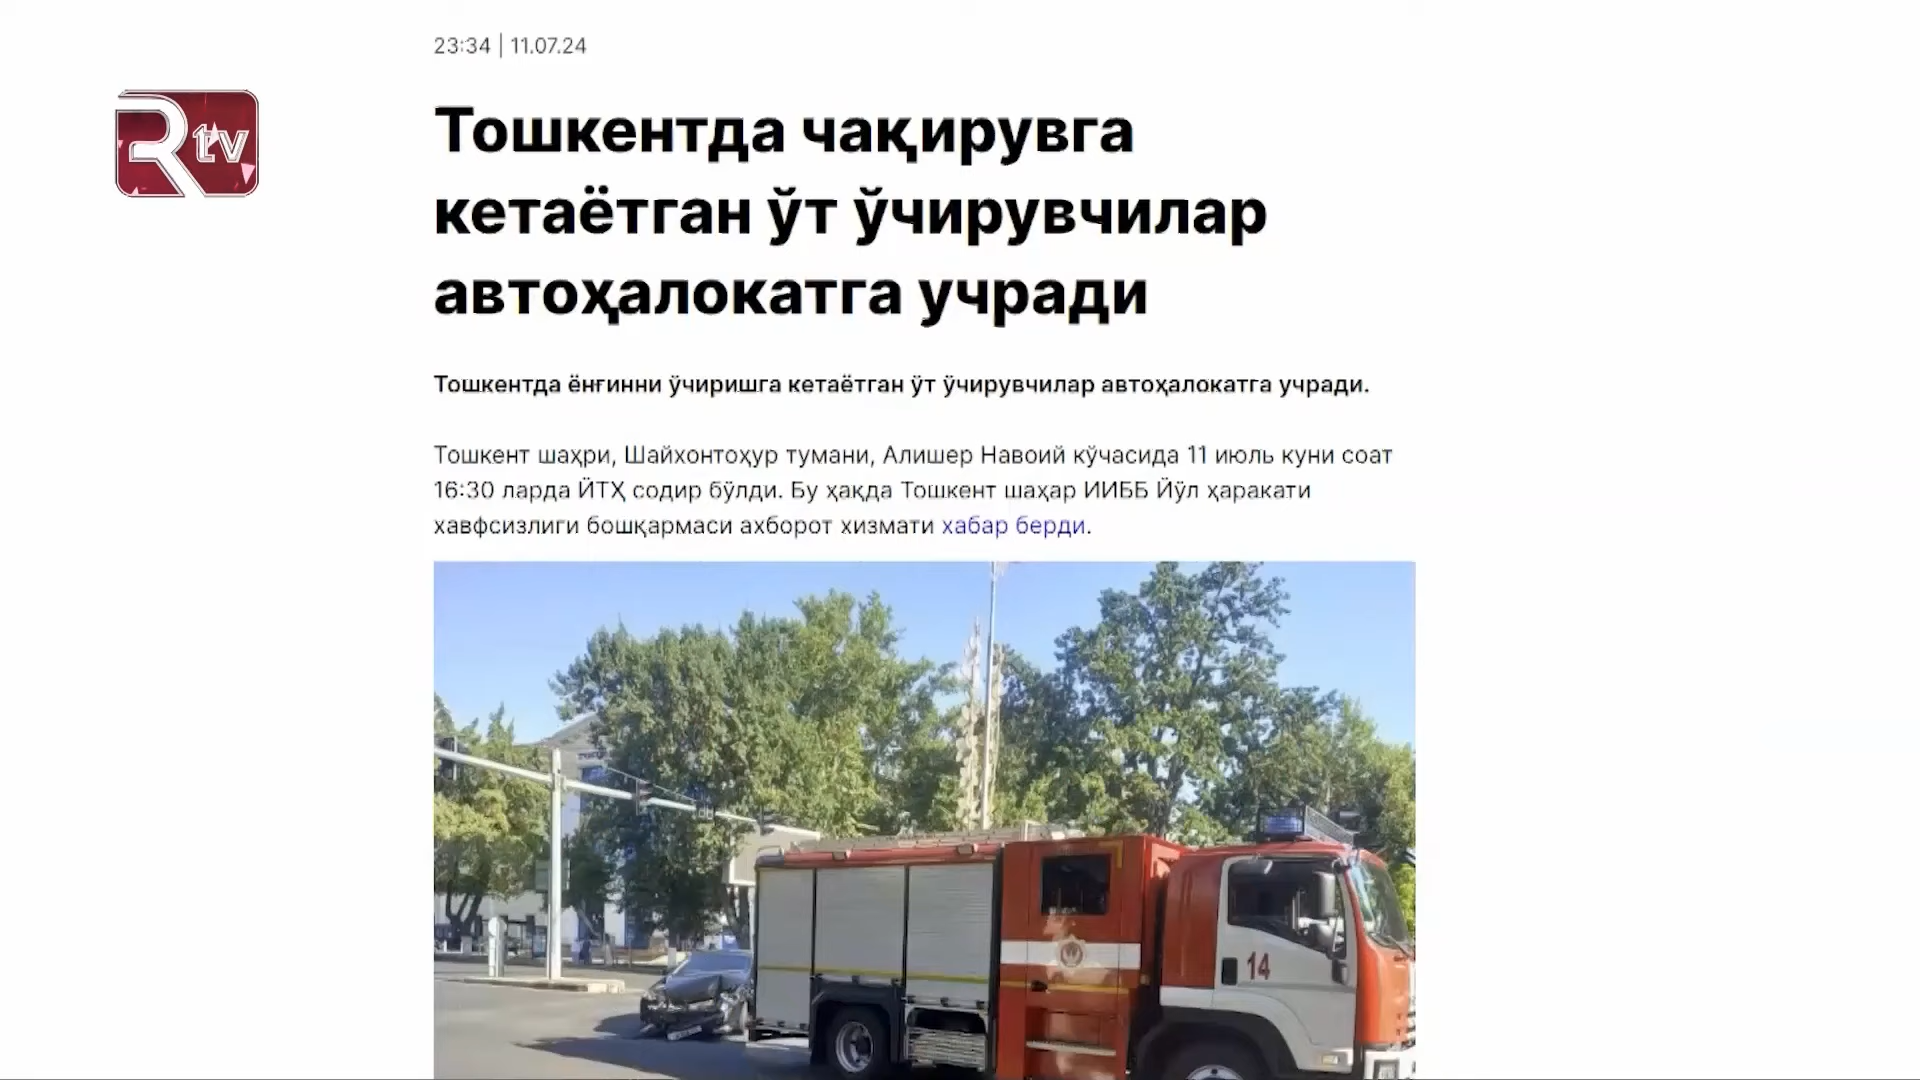 23:34 | 11.07.24
Rtv
Тошкентда чақирувга
кетаётган ўт ўчирувчилар
автоҳалокатга учради
Тошкентда ёнғинни ўчиришга кетаётган ўт ўчирувчилар автоҳалокатга учради.
Тошкент шаҳри, Шайхонтоҳур тумани, Алишер Навоий кўчасида 11 июль куни соат
16:30 ларда ЙТҲ содир бўлди. Бу ҳақда Тошкент шаҳар ИИББ Йўл ҳаракати
хавфсизлиги бошқармаси ахборот хизмати хабар берди.
14